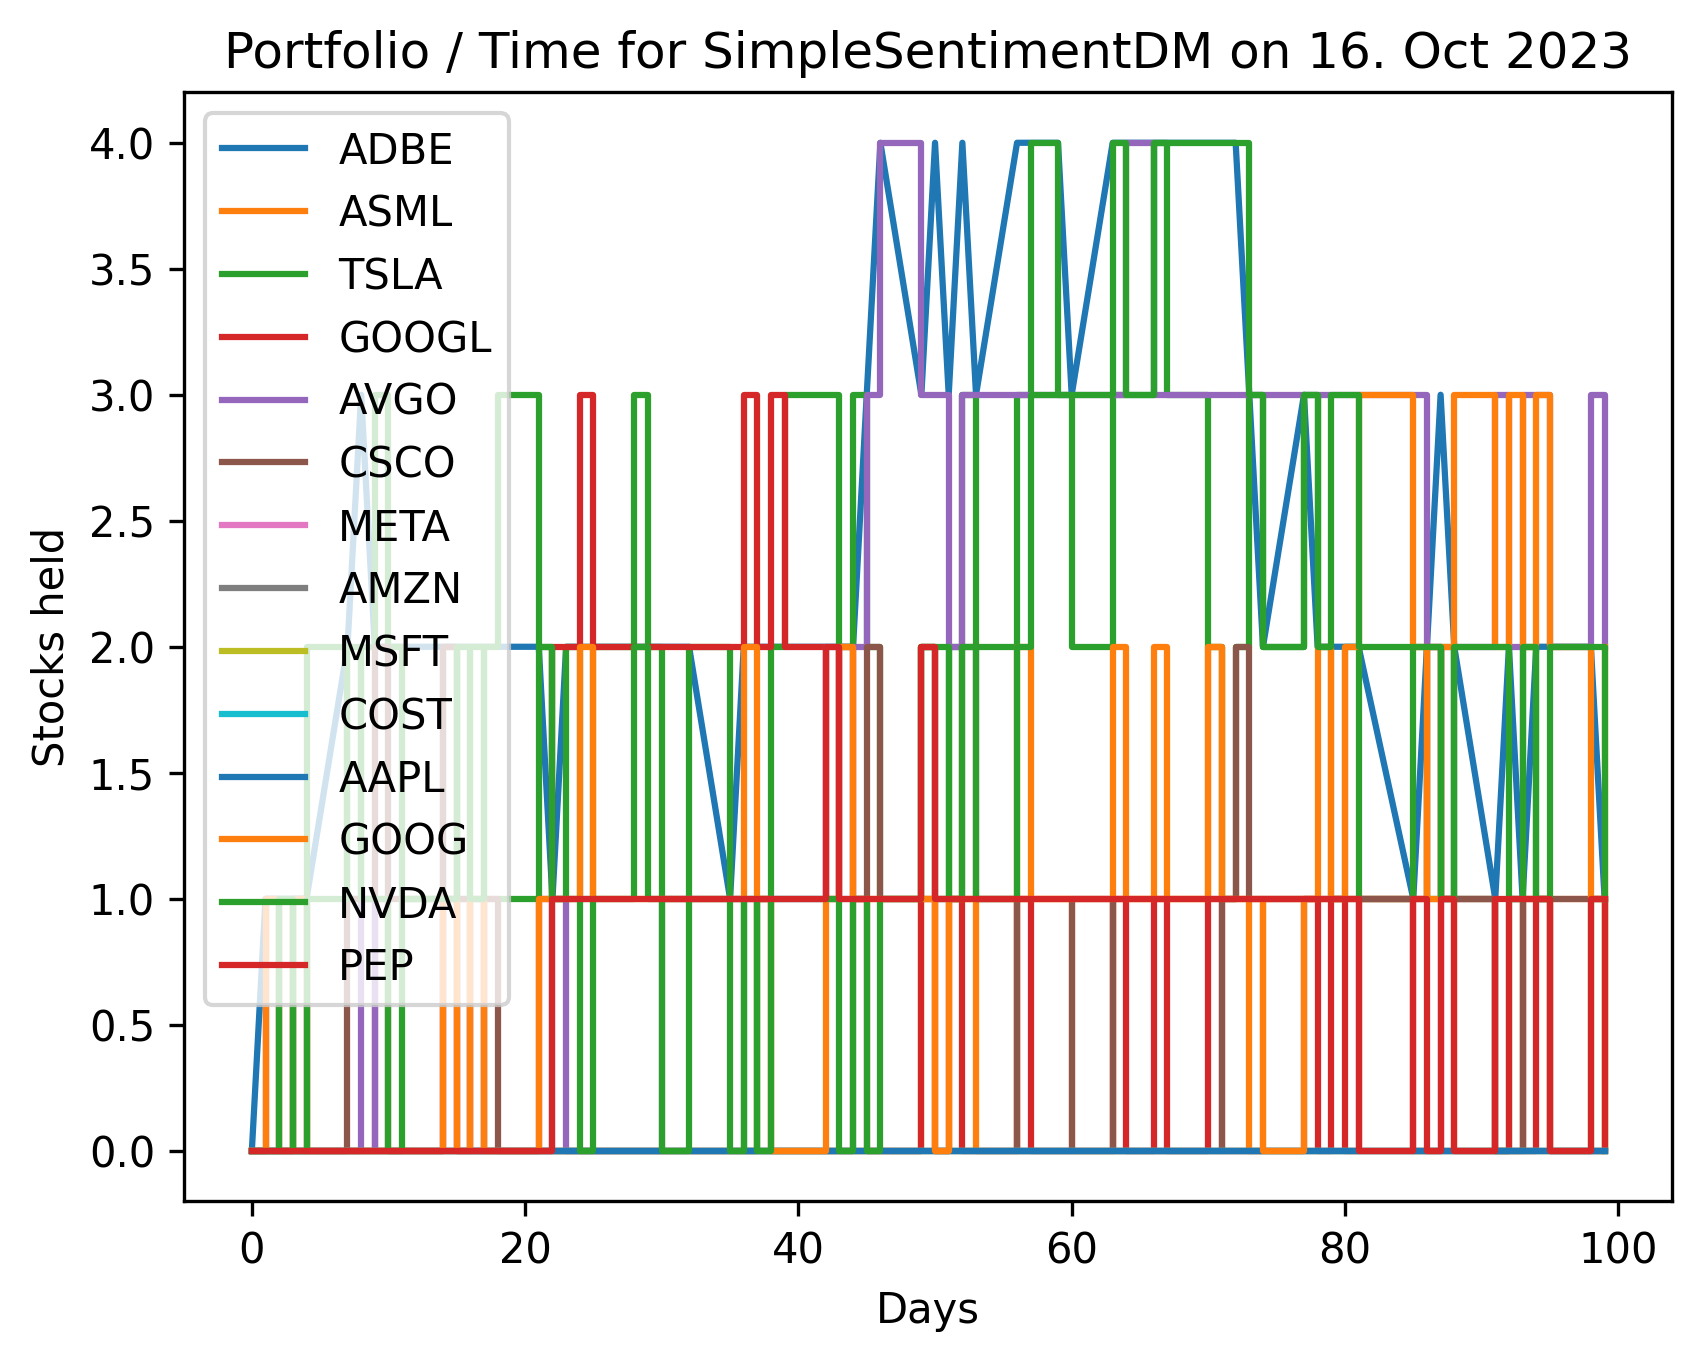 Portfolio / Time for SimpleSentimentDM on 16. Oct 2023
4.0
3.5
3.0
2.5
2.0
1.5
1.0
0.5
0.0
Stocks held
ADBE
ASML
TSLA
GOOGL
AVGO
CSCO
META
AMZN
MSFT
COST
AAPL
GOOG
NVDA
PEP
0 20 40 60 80 100
Days